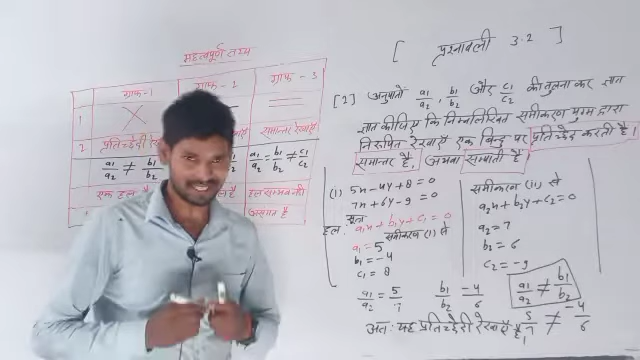 महत्वपूर्ण तथ्य
ग्राफ-1 ग्राफ-2 ग्राफ-3
1
2 प्रतिच्छेदी समान्तर रेखाएँ
a₁/a₂ ≠ b₁/b₂ a₁/a₂ = b₁/b₂ ≠ c₁/c₂
एक हल है
असंगत है
[ प्रश्नावली 3.2 ]
[2] अनुपातों a₁/a₂, b₁/b₂ और c₁/c₂ की तुलना कर ज्ञात
ज्ञात कीजिए कि निम्नलिखित समीकरण युग्म द्वारा
निरूपित रेखाएँ एक बिन्दु पर प्रतिच्छेद करती है।
समान्तर है, अथवा सम्पाती है।
(1) 5x - 4y + 8 = 0
7x + 6y - 9 = 0
सूत्र
हल: a₁x + b₁y + c₁ = 0
समीकरण (1) से
a₁ = 5
b₁ = -4
c₁ = 8
a₁/a₂ = 5/7 b₁/b₂ -4/6
समीकरण (ii) से
a₂x + b₂y + c₂ = 0
a₂ = 7
b₂ = 6
c₂ = -9
a₁/a₂ ≠ b₁/b₂
5/7 ≠ -4/6
अतः यह प्रतिच्छेदी रेखाएँ है।